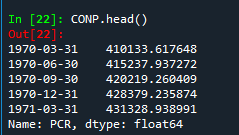 In [22]: CONP.head()
Out[22]:
1970-03-31    410133.617648
1970-06-30    415237.937272
1970-09-30    420219.260409
1970-12-31    428379.235874
1971-03-31    431328.938991
Name: PCR, dtype: float64